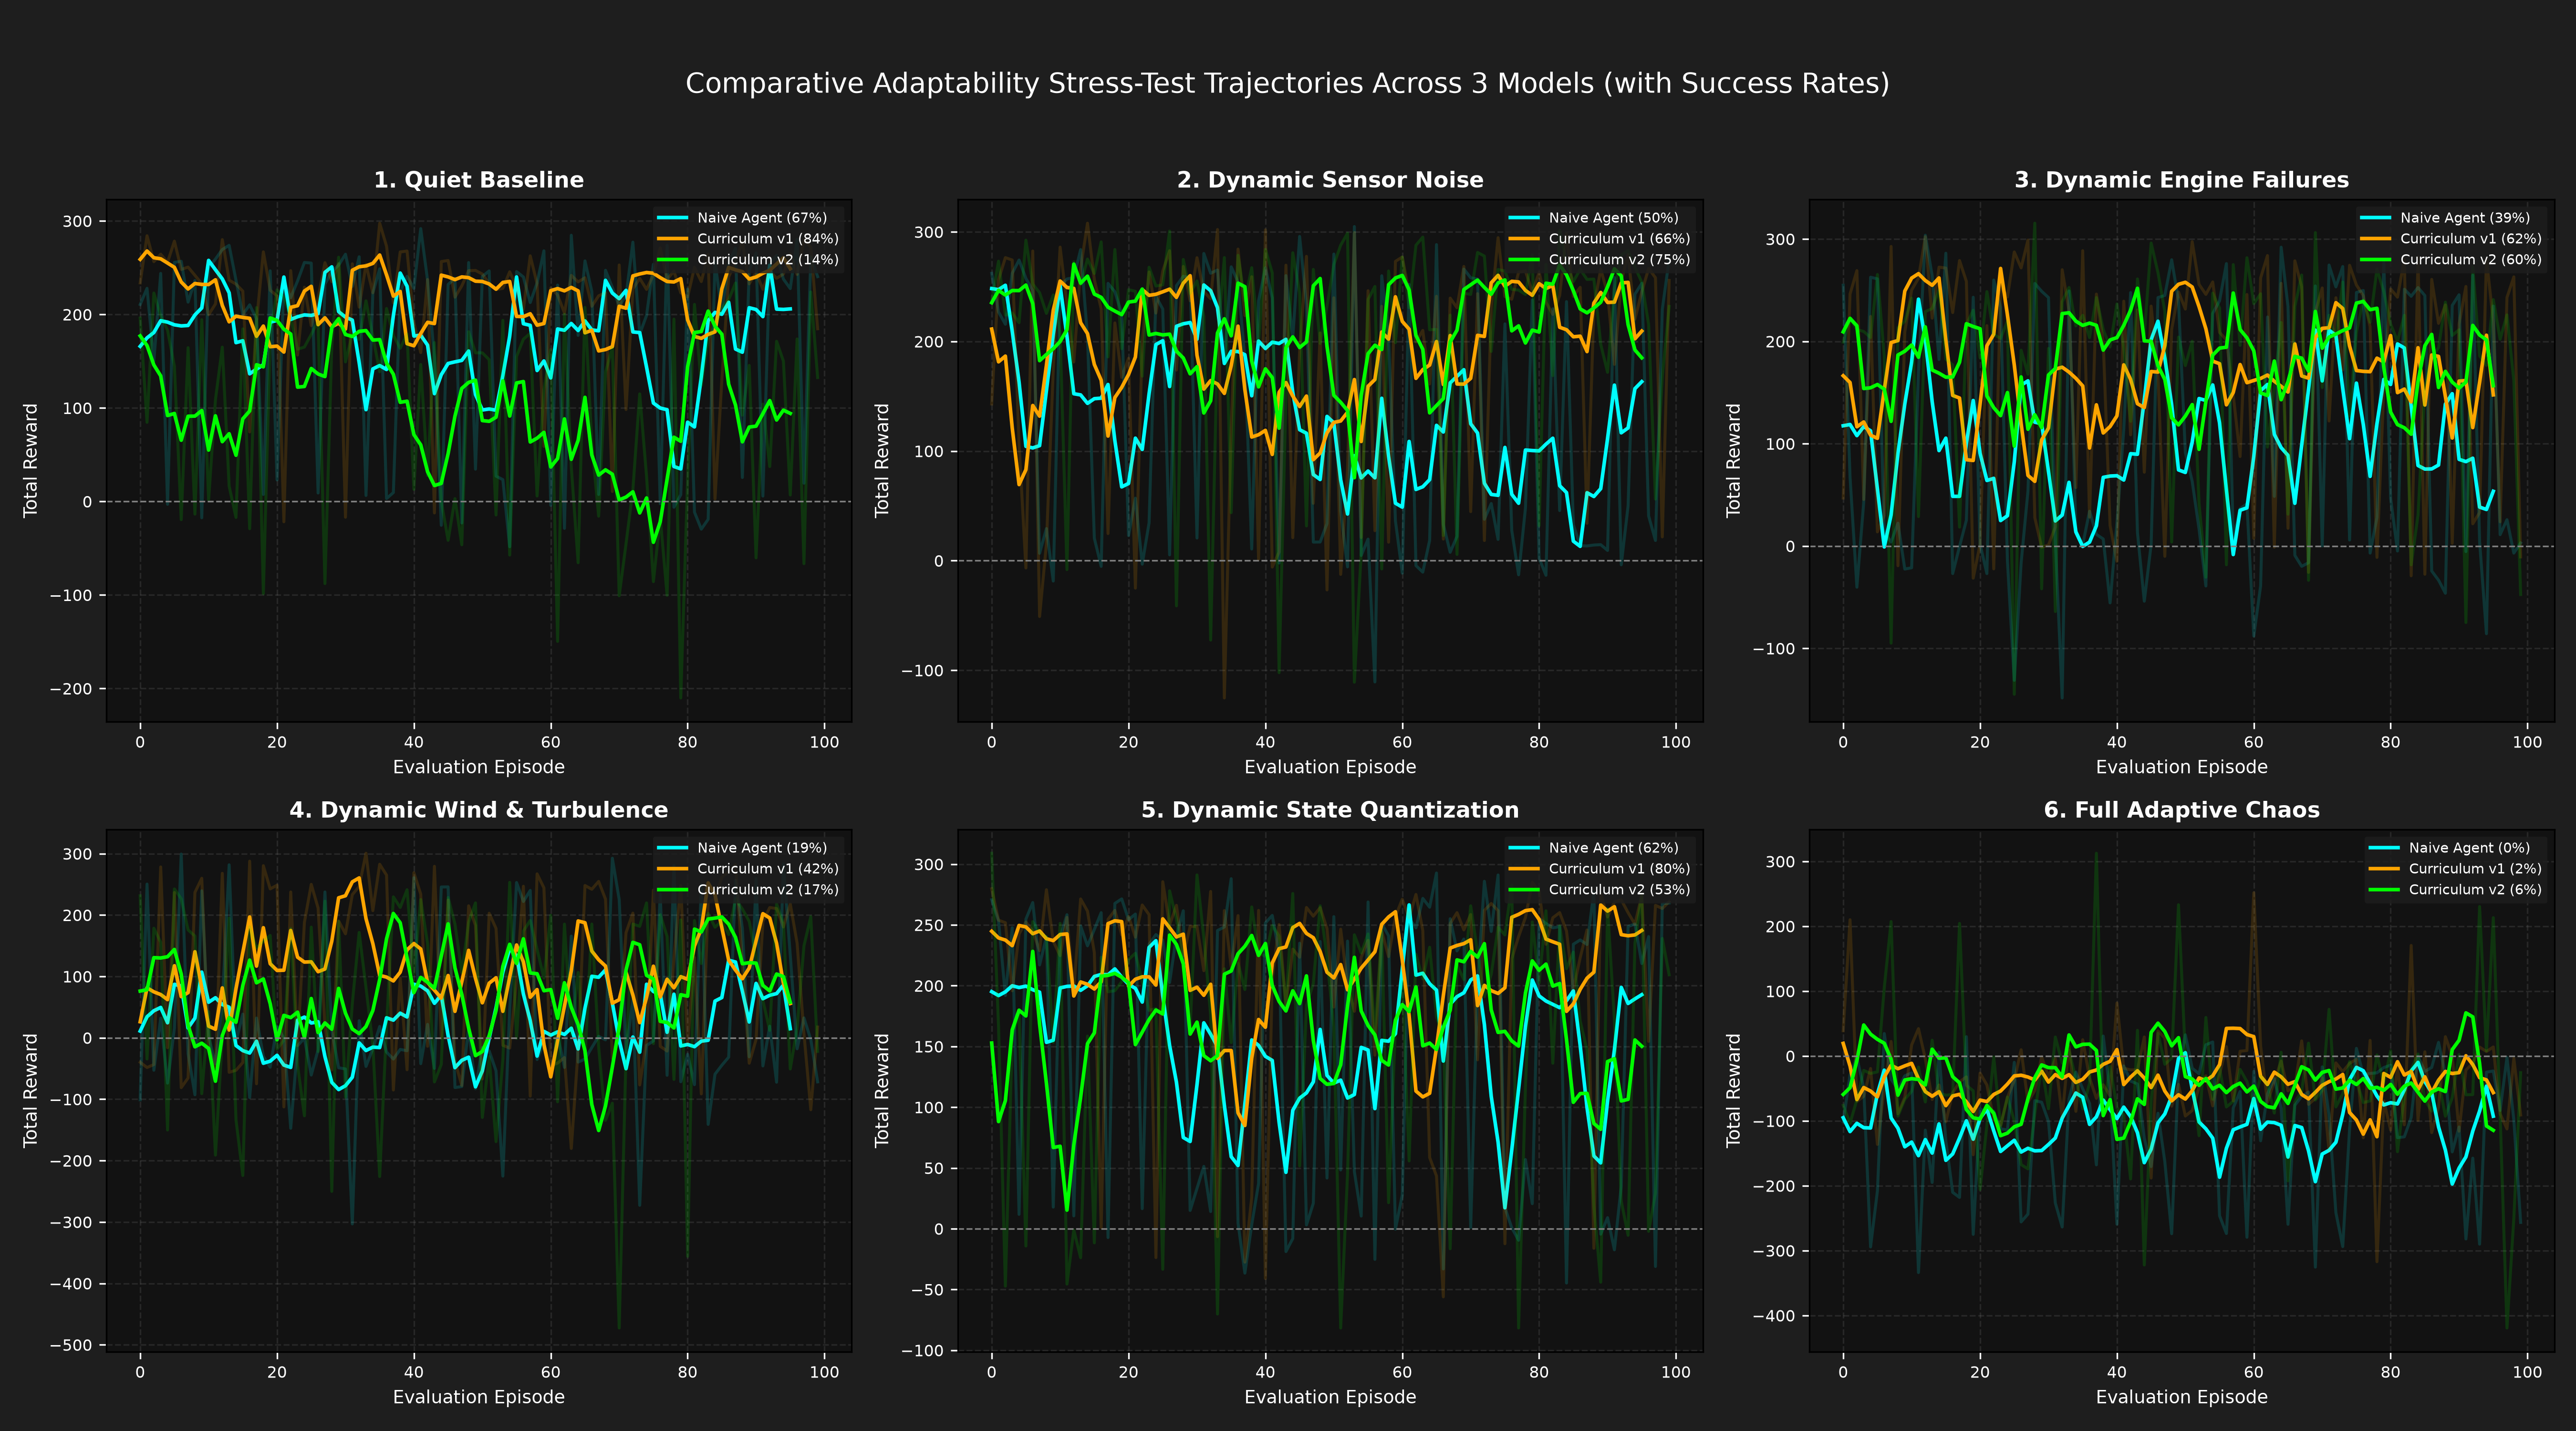 Comparative Adaptability Stress-Test Trajectories Across 3 Models (with Success Rates)
1. Quiet Baseline
Total Reward
300
200
100
0
−100
−200
Naive Agent (67%)
Curriculum v1 (84%)
Curriculum v2 (14%)
0 20 40 60 80 100
Evaluation Episode
2. Dynamic Sensor Noise
Total Reward
300
200
100
0
−100
Naive Agent (50%)
Curriculum v1 (66%)
Curriculum v2 (75%)
0 20 40 60 80 100
Evaluation Episode
3. Dynamic Engine Failures
Total Reward
300
200
100
0
−100
Naive Agent (39%)
Curriculum v1 (62%)
Curriculum v2 (60%)
0 20 40 60 80 100
Evaluation Episode
4. Dynamic Wind & Turbulence
Total Reward
300
200
100
0
−100
−200
−300
−400
−500
Naive Agent (19%)
Curriculum v1 (42%)
Curriculum v2 (17%)
0 20 40 60 80 100
Evaluation Episode
5. Dynamic State Quantization
Total Reward
300
250
200
150
100
50
0
−50
−100
Naive Agent (62%)
Curriculum v1 (80%)
Curriculum v2 (53%)
0 20 40 60 80 100
Evaluation Episode
6. Full Adaptive Chaos
Total Reward
300
200
100
0
−100
−200
−300
−400
Naive Agent (0%)
Curriculum v1 (2%)
Curriculum v2 (6%)
0 20 40 60 80 100
Evaluation Episode